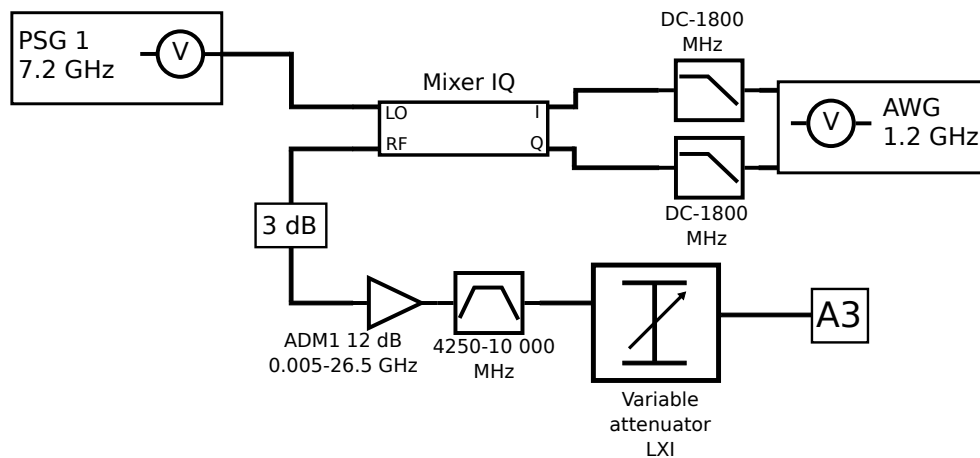 PSG 1
7.2 GHz
V
Mixer IQ
LO
RF
I
Q
DC-1800
MHz
DC-1800
MHz
V
AWG
1.2 GHz
3 dB
ADM1 12 dB
0.005-26.5 GHz
4250-10 000
MHz
Variable
attenuator
LXI
A3